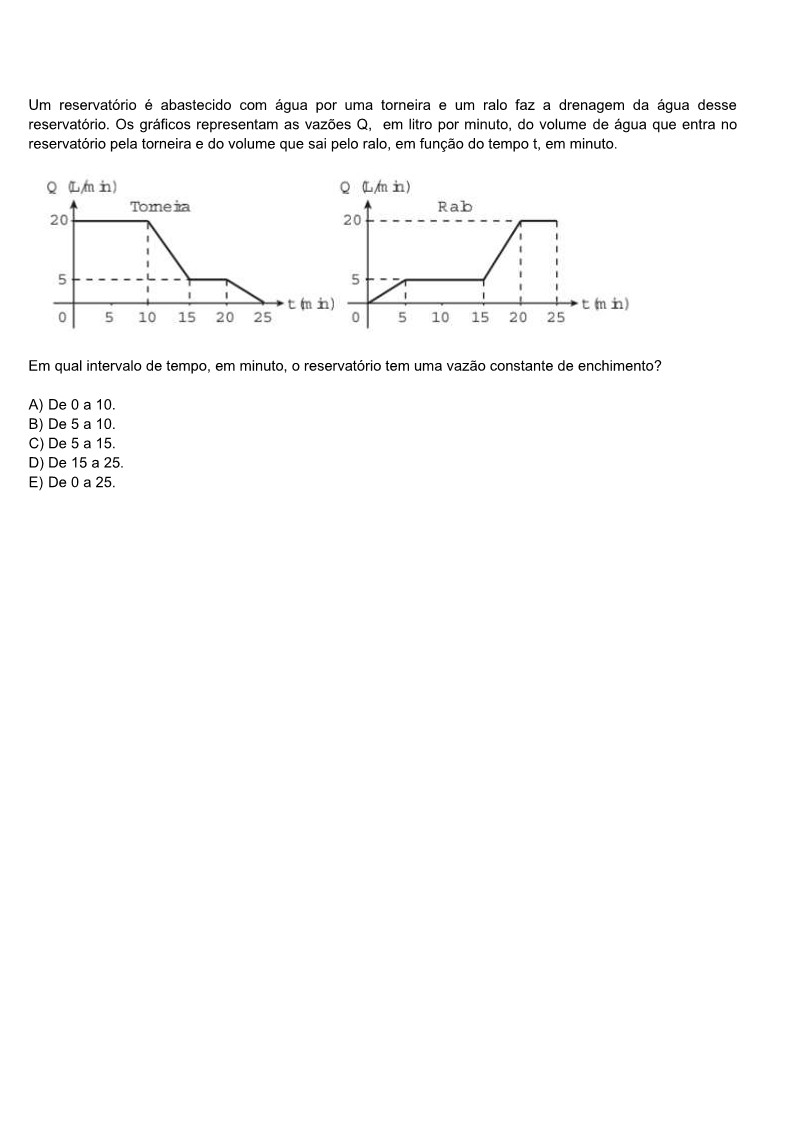 Um reservatório é abastecido com água por uma torneira e um ralo faz a drenagem da água desse
reservatório. Os gráficos representam as vazões Q, em litro por minuto, do volume de água que entra no
reservatório pela torneira e do volume que sai pelo ralo, em função do tempo t, em minuto.
Q (L/min)
Torneira
20
5
0 5 10 15 20 25
t (min)
Q (L/min)
Ralo
20
5
0 5 10 15 20 25
t (min)
Em qual intervalo de tempo, em minuto, o reservatório tem uma vazão constante de enchimento?
A) De 0 a 10.
B) De 5 a 10.
C) De 5 a 15.
D) De 15 a 25.
E) De 0 a 25.